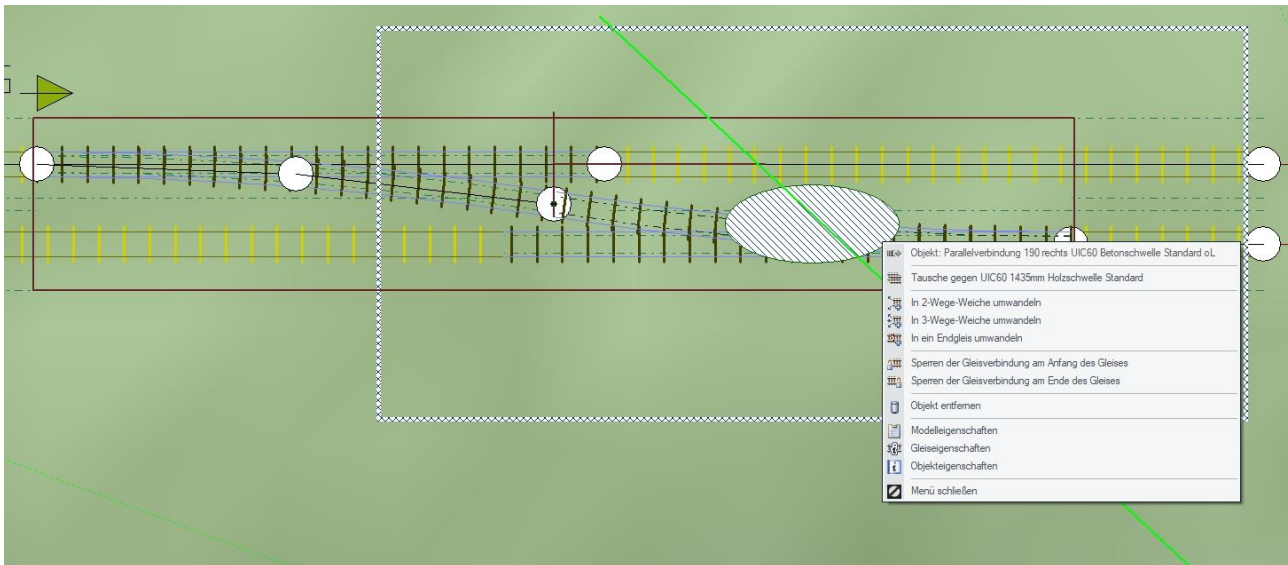 Objekt: Parallelverbindung 190 rechts UIC60 Betonschwelle Standard oL
Tausche gegen UIC60 1435mm Holzschwelle Standard
In 2-Wege-Weiche umwandeln
In 3-Wege-Weiche umwandeln
In ein Endgleis umwandeln
Sperren der Gleisverbindung am Anfang des Gleises
Sperren der Gleisverbindung am Ende des Gleises
Objekt entfernen
Modelleigenschaften
Gleiseigenschaften
Objekteigenschaften
Menü schließen